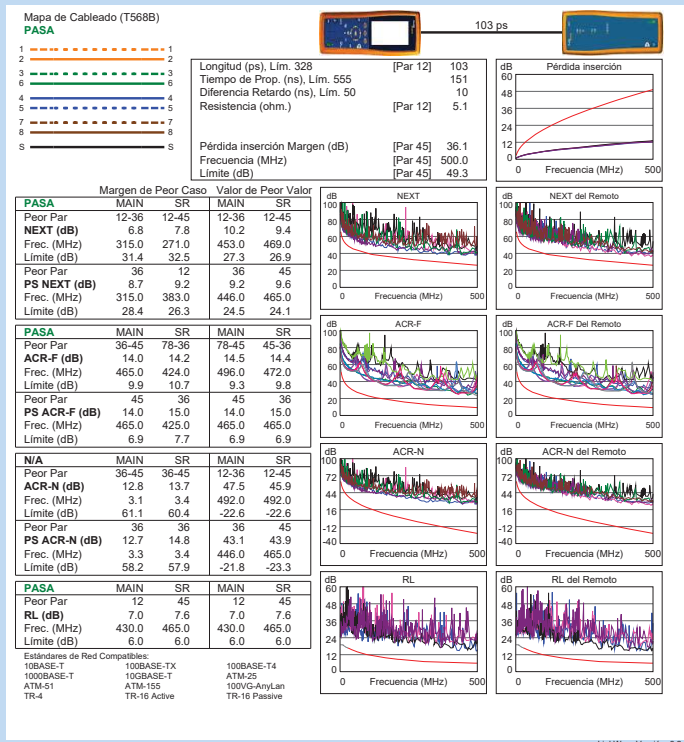 Mapa de Cableado (T568B)
PASA
1 1
2 2
3 3
6 6
4 4
5 5
7 7
8 8
S S
103 ps
Longitud (ps), Lím. 328 [Par 12] 103
Tiempo de Prop. (ns), Lím. 555 151
Diferencia Retardo (ns), Lím. 50 10
Resistencia (ohm.) [Par 12] 5.1
Pérdida inserción Margen (dB) [Par 45] 36.1
Frecuencia (MHz) [Par 45] 500.0
Límite (dB) [Par 45] 49.3
dB Pérdida inserción
60
48
36
24
12
0
0 Frecuencia (MHz) 500
Margen de Peor Caso Valor de Peor Valor
PASA MAIN SR MAIN SR
Peor Par 12-36 12-45 12-36 12-45
NEXT (dB) 6.8 7.8 10.2 9.4
Frec. (MHz) 315.0 271.0 453.0 469.0
Límite (dB) 31.4 32.5 27.3 26.9
Peor Par 36 12 36 45
PS NEXT (dB) 8.7 9.2 9.2 9.6
Frec. (MHz) 315.0 383.0 446.0 465.0
Límite (dB) 28.4 26.3 24.5 24.1
PASA MAIN SR MAIN SR
Peor Par 36-45 78-36 78-45 45-36
ACR-F (dB) 14.0 14.2 14.5 14.4
Frec. (MHz) 465.0 424.0 496.0 472.0
Límite (dB) 9.9 10.7 9.3 9.8
Peor Par 45 36 45 36
PS ACR-F (dB) 14.0 15.0 14.0 15.0
Frec. (MHz) 465.0 425.0 465.0 465.0
Límite (dB) 6.9 7.7 6.9 6.9
N/A MAIN SR MAIN SR
Peor Par 36-45 36-45 12-36 12-45
ACR-N (dB) 12.8 13.7 47.5 45.9
Frec. (MHz) 3.1 3.4 492.0 492.0
Límite (dB) 61.1 60.4 -22.6 -22.6
Peor Par 36 36 36 45
PS ACR-N (dB) 12.7 14.8 43.1 43.9
Frec. (MHz) 3.3 3.4 446.0 465.0
Límite (dB) 58.2 57.9 -21.8 -23.3
PASA MAIN SR MAIN SR
Peor Par 12 45 12 45
RL (dB) 7.0 7.6 7.0 7.6
Frec. (MHz) 430.0 465.0 430.0 465.0
Límite (dB) 6.0 6.0 6.0 6.0
Estándares de Red Compatibles:
10BASE-T 100BASE-TX 100BASE-T4
1000BASE-T 10GBASE-T ATM-25
ATM-51 ATM-155 100VG-AnyLan
TR-4 TR-16 Active TR-16 Passive
dB NEXT
100
80
60
40
20
0
0 Frecuencia (MHz) 500
dB NEXT del Remoto
100
80
60
40
20
0
0 Frecuencia (MHz) 500
dB ACR-F
100
80
60
40
20
0
0 Frecuencia (MHz) 500
dB ACR-F Del Remoto
100
80
60
40
20
0
0 Frecuencia (MHz) 500
dB ACR-N
100
72
44
16
-12
-40
0 Frecuencia (MHz) 500
dB ACR-N del Remoto
100
72
44
16
-12
-40
0 Frecuencia (MHz) 500
dB RL
60
48
36
24
12
0
0 Frecuencia (MHz) 500
dB RL del Remoto
60
48
36
24
12
0
0 Frecuencia (MHz) 500